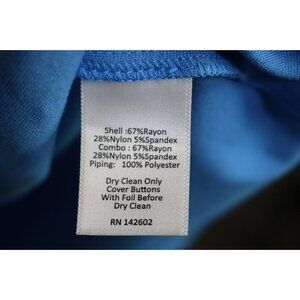 Shell :67%Rayon
28%Nylon 5%Spandex
Combo : 67%Rayon
28%Nylon 5%Spandex
Piping: 100% Polyester
Dry Clean Only
Cover Buttons
With Foil Before
Dry Clean
RN 142602